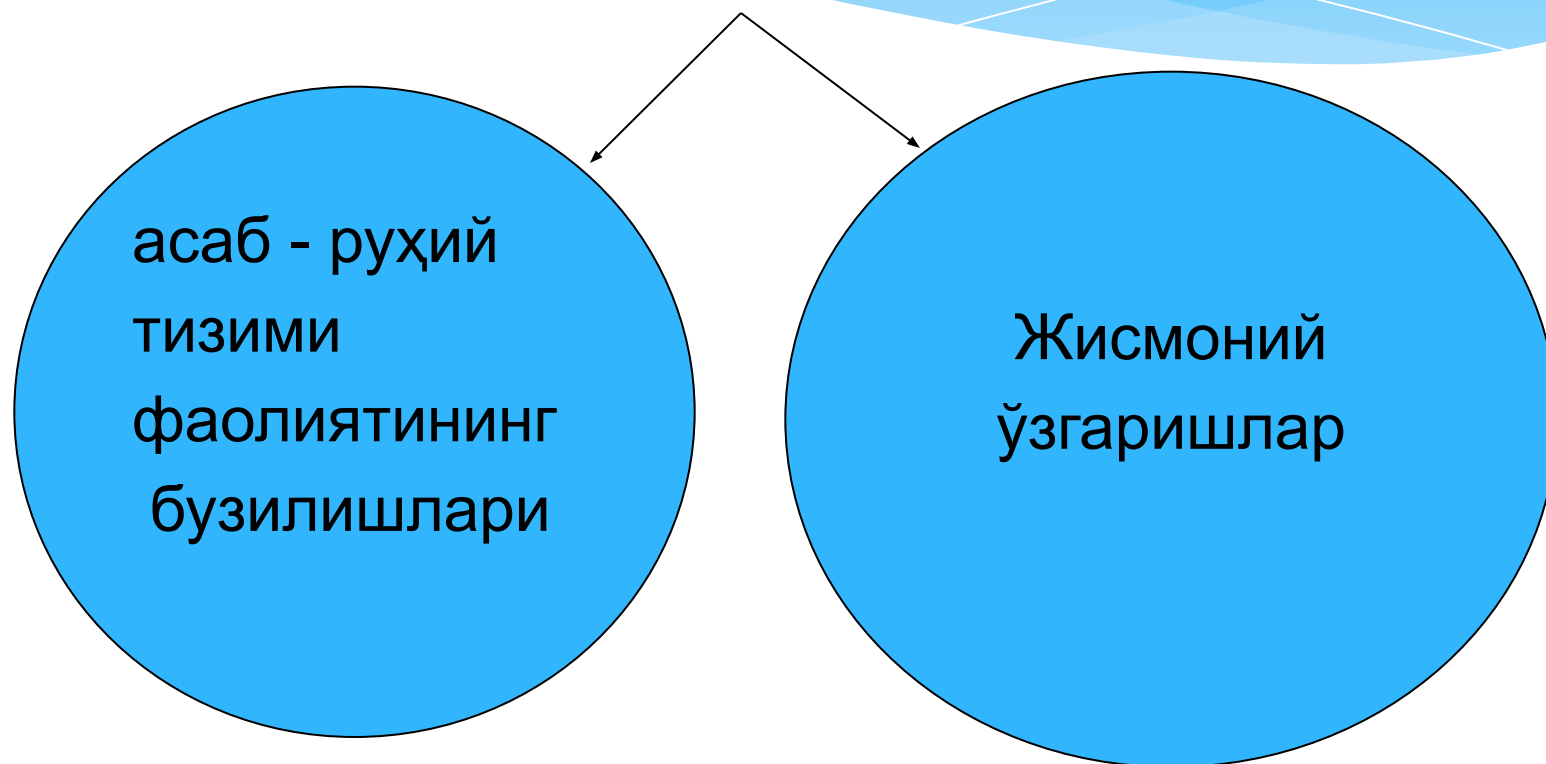 асаб - руҳий
тизими
фаолиятининг
бузилишлари
Жисмоний
ўзгаришлар